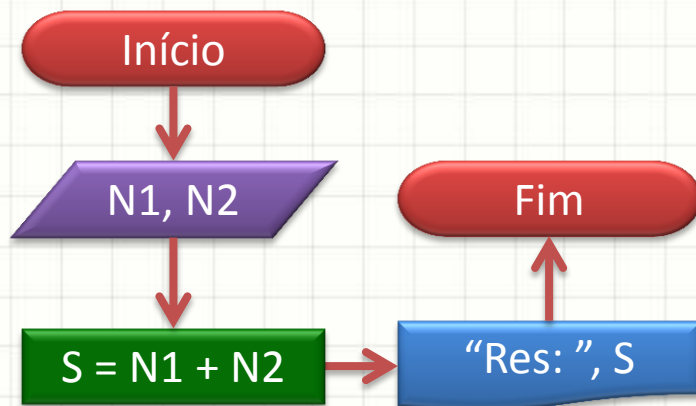 Início
N1, N2
S = N1 + N2
“Res: ”, S
Fim